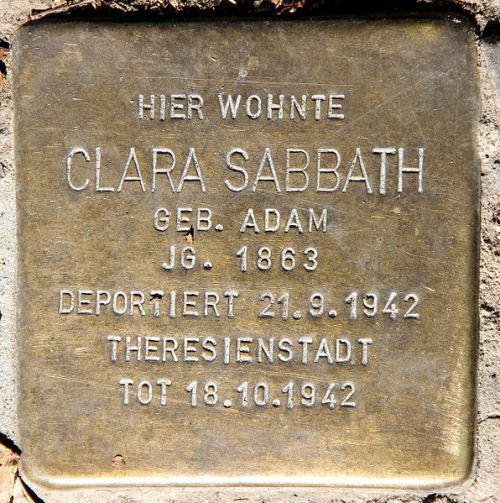 HIER WOHNTE
CLARA SABBATH
GEB. ADAM
JG. 1863
DEPORTIERT 21.9.1942
THERESIENSTADT
TOT 18.10.1942